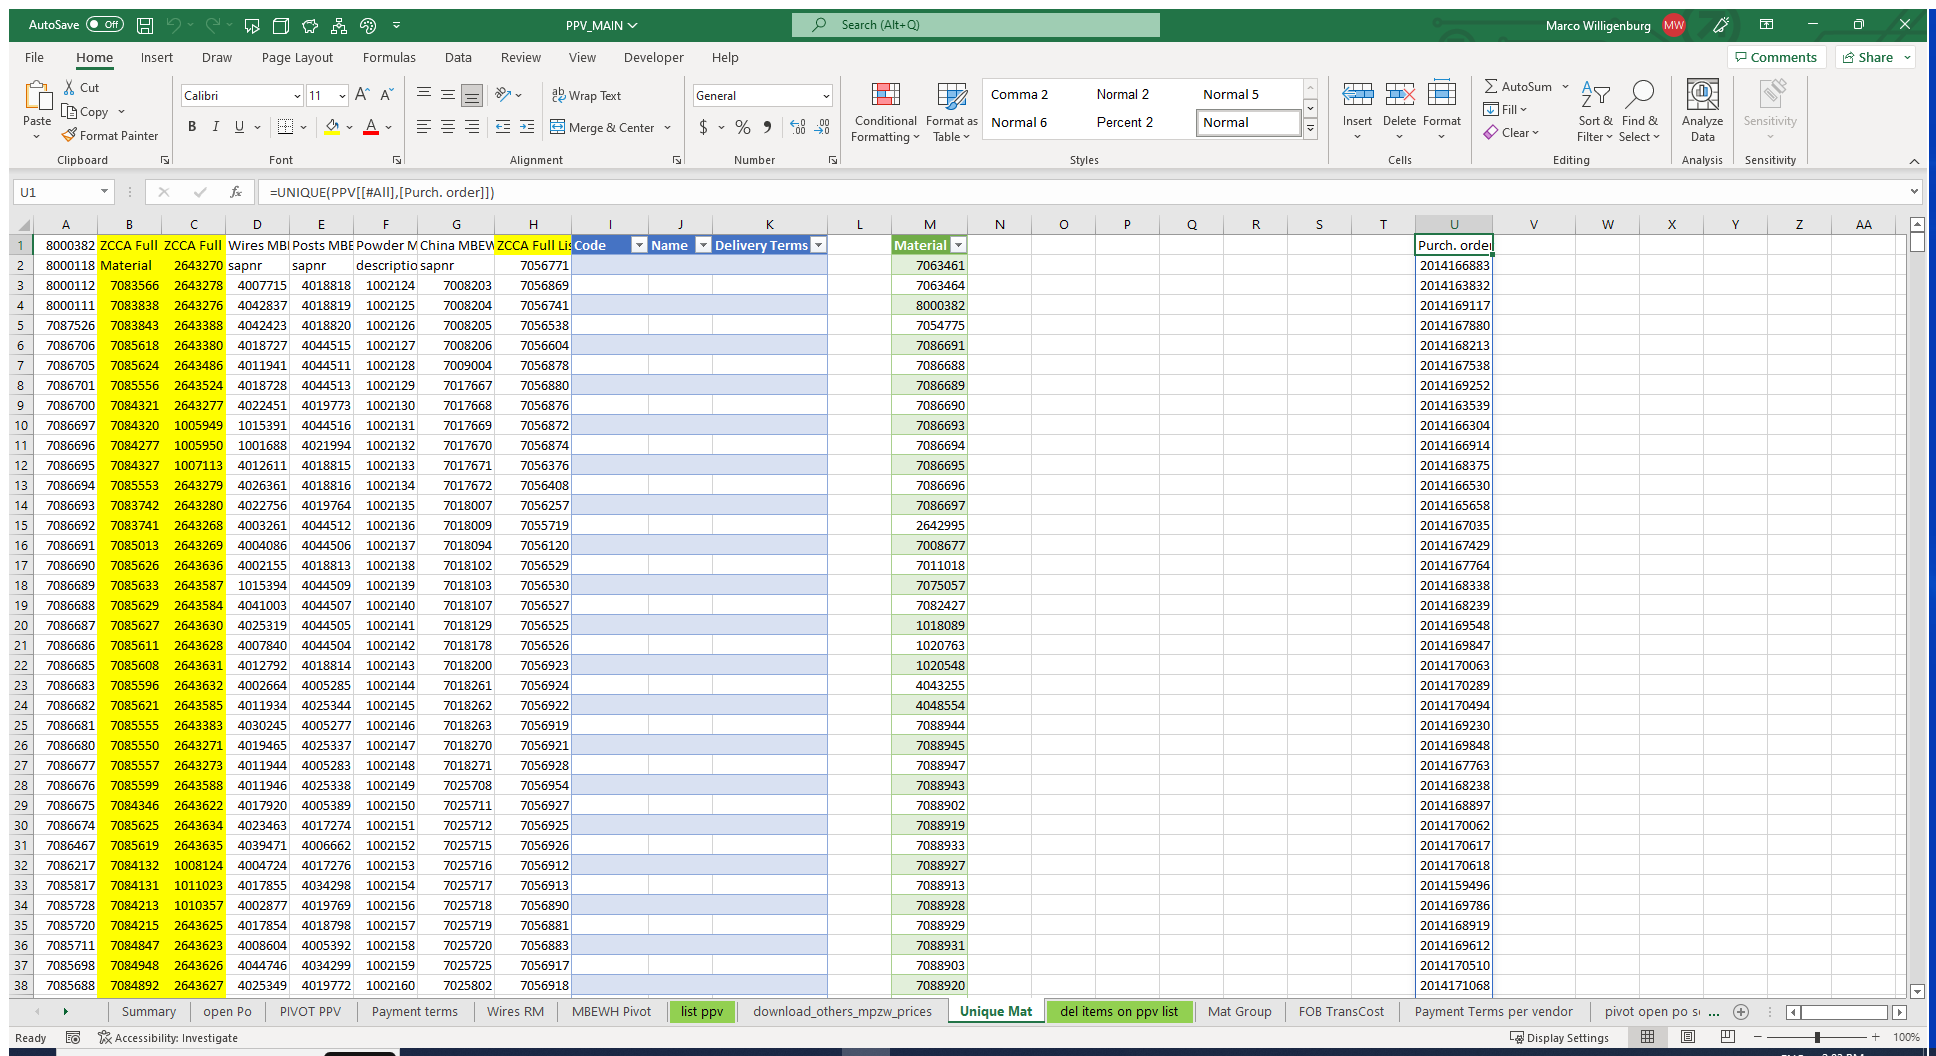 AutoSave Off PPV_MAIN Search (Alt+Q) Marco Willigenburg MW
File Home Insert Draw Page Layout Formulas Data Review View Developer Help Comments Share
Cut
Copy
Format Painter
Paste
Clipboard
Calibri 11
B I U
Font
Wrap Text
Merge & Center
Alignment
General
$ %
Number
Conditional Formatting
Format as Table
Comma 2 Normal 2 Normal 5
Normal 6 Percent 2 Normal
Styles
Insert Delete Format
Cells
AutoSum
Fill
Clear
Sort & Filter
Find & Select
Editing
Analyze Data
Analysis
Sensitivity
Sensitivity
U1 fx =UNIQUE(PPV[[#All],[Purch. order]])
A B C D E F G H I J K L M N O P Q R S T U V W X Y Z AA
1 8000382 ZCCA Full ZCCA Full Wires MBE Posts MBE Powder M China MBEW ZCCA Full Lis Code Name Delivery Terms Material Purch. order
2 8000118 Material 2643270 sapnr sapnr descriptio sapnr 7056771 7063461 2014166883
3 8000112 7083566 2643278 4007715 4018818 1002124 7008203 7056869 7063464 2014163832
4 8000111 7083838 2643276 4042837 4018819 1002125 7008204 7056741 8000382 2014169117
5 7087526 7083843 2643388 4042423 4018820 1002126 7008205 7056538 7054775 2014167880
6 7086706 7085618 2643380 4018727 4044515 1002127 7008206 7056604 7086691 2014168213
7 7086705 7085624 2643486 4011941 4044511 1002128 7009004 7056878 7086688 2014167538
8 7086701 7085556 2643524 4018728 4044513 1002129 7017667 7056880 7086689 2014169252
9 7086700 7084321 2643277 4022451 4019773 1002130 7017668 7056876 7086690 2014163539
10 7086697 7084320 1005949 1015391 4044516 1002131 7017669 7056872 7086693 2014166304
11 7086696 7084277 1005950 1001688 4021994 1002132 7017670 7056874 7086694 2014166914
12 7086695 7084327 1007113 4012611 4018815 1002133 7017671 7056376 7086695 2014168375
13 7086694 7085553 2643279 4026361 4018816 1002134 7017672 7056408 7086696 2014166530
14 7086693 7083742 2643280 4022756 4019764 1002135 7018007 7056257 7086697 2014165658
15 7086692 7083741 2643268 4003261 4044512 1002136 7018009 7055719 2642995 2014167035
16 7086691 7085013 2643269 4004086 4044506 1002137 7018094 7056120 7008677 2014167429
17 7086690 7085626 2643636 4002155 4018813 1002138 7018102 7056529 7011018 2014167764
18 7086689 7085633 2643587 1015394 4044509 1002139 7018103 7056530 7075057 2014168338
19 7086688 7085629 2643584 4041003 4044507 1002140 7018107 7056527 7082427 2014168239
20 7086687 7085627 2643630 4025319 4044505 1002141 7018129 7056525 1018089 2014169548
21 7086686 7085611 2643628 4007840 4044504 1002142 7018178 7056526 1020763 2014169847
22 7086685 7085608 2643631 4012792 4018814 1002143 7018200 7056923 1020548 2014170063
23 7086683 7085596 2643632 4002664 4005285 1002144 7018261 7056924 4043255 2014170289
24 7086682 7085621 2643585 4011934 4025344 1002145 7018262 7056922 4048554 2014170494
25 7086681 7085555 2643383 4030245 4005277 1002146 7018263 7056919 7088944 2014169230
26 7086680 7085550 2643271 4019465 4025337 1002147 7018270 7056921 7088945 2014169848
27 7086677 7085557 2643273 4011944 4005283 1002148 7018271 7056928 7088947 2014167763
28 7086676 7085599 2643588 4011946 4025338 1002149 7025708 7056954 7088943 2014168238
29 7086675 7084346 2643622 4017920 4005389 1002150 7025711 7056927 7088902 2014168897
30 7086674 7085625 2643634 4023463 4017274 1002151 7025712 7056925 7088919 2014170062
31 7086467 7085619 2643635 4039471 4006662 1002152 7025715 7056926 7088933 2014170617
32 7086217 7084132 1008124 4004724 4017276 1002153 7025716 7056912 7088927 2014170618
33 7085817 7084131 1011023 4017855 4034298 1002154 7025717 7056913 7088913 2014159496
34 7085728 7084213 1010357 4002877 4019769 1002156 7025718 7056890 7088928 2014169786
35 7085720 7084215 2643625 4017854 4018798 1002157 7025719 7056881 7088929 2014168919
36 7085711 7084847 2643623 4008604 4005392 1002158 7025720 7056883 7088931 2014169612
37 7085698 7084948 2643626 4044746 4034299 1002159 7025725 7056917 7088903 2014170510
38 7085688 7084892 2643627 4025349 4019772 1002160 7025802 7056918 7088920 2014171068
Summary open Po PIVOT PPV Payment terms Wires RM MBEWH Pivot list ppv download_others_mpzw_prices Unique Mat del items on ppv list Mat Group FOB TransCost Payment Terms per vendor pivot open po sc ...
Ready Accessibility: Investigate Display Settings 100%